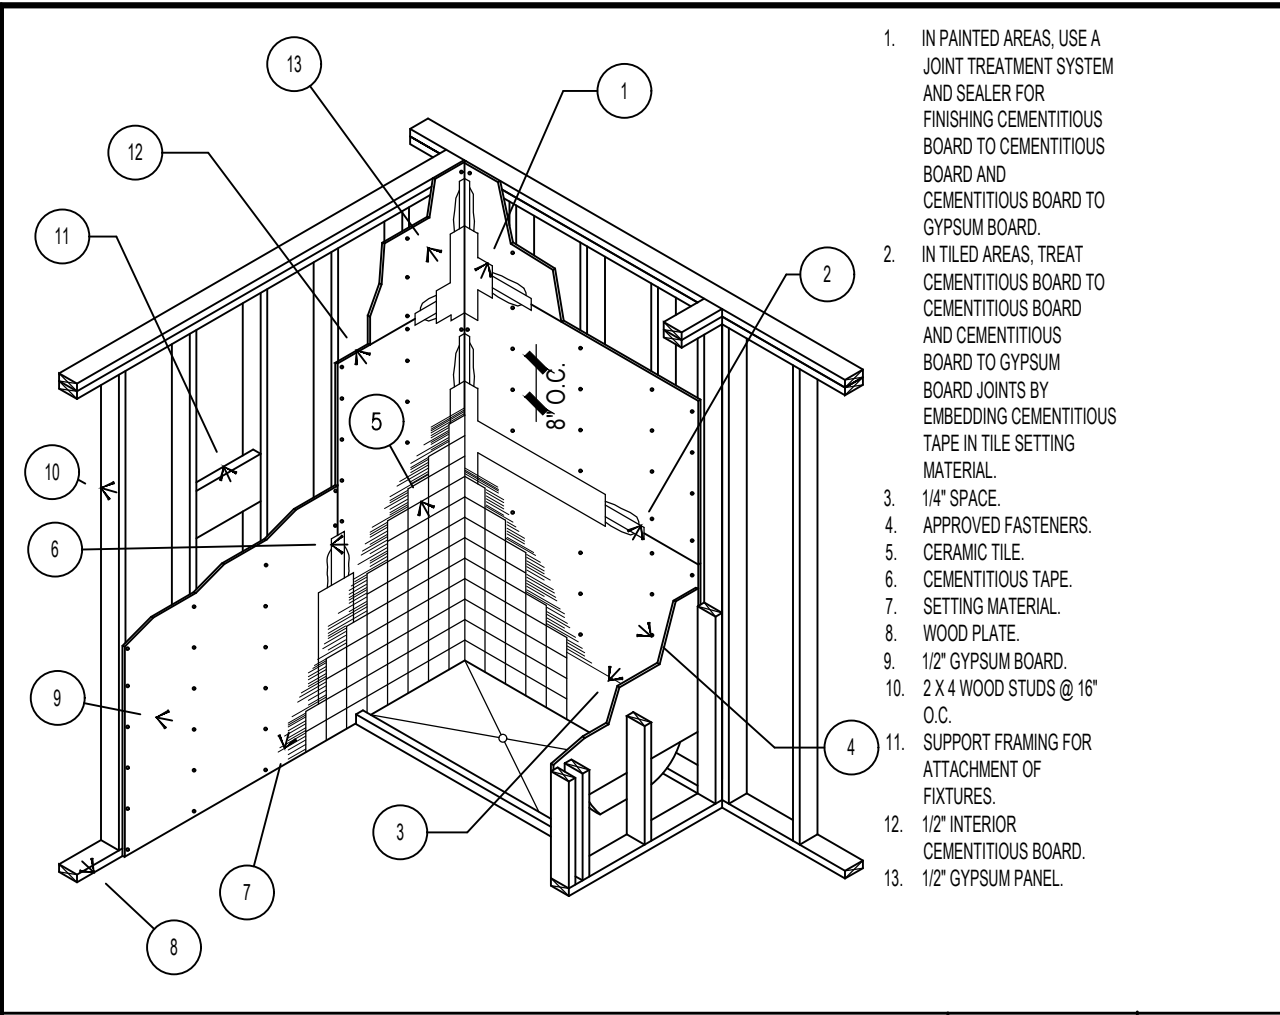 13
1
12
11
2
10
5
6
9
4
3
7
8
8" O.C.
1. IN PAINTED AREAS, USE A
JOINT TREATMENT SYSTEM
AND SEALER FOR
FINISHING CEMENTITIOUS
BOARD TO CEMENTITIOUS
BOARD AND
CEMENTITIOUS BOARD TO
GYPSUM BOARD.
2. IN TILED AREAS, TREAT
CEMENTITIOUS BOARD TO
CEMENTITIOUS BOARD
AND CEMENTITIOUS
BOARD TO GYPSUM
BOARD JOINTS BY
EMBEDDING CEMENTITIOUS
TAPE IN TILE SETTING
MATERIAL.
3. 1/4" SPACE.
4. APPROVED FASTENERS.
5. CERAMIC TILE.
6. CEMENTITIOUS TAPE.
7. SETTING MATERIAL.
8. WOOD PLATE.
9. 1/2" GYPSUM BOARD.
10. 2 X 4 WOOD STUDS @ 16"
O.C.
11. SUPPORT FRAMING FOR
ATTACHMENT OF
FIXTURES.
12. 1/2" INTERIOR
CEMENTITIOUS BOARD.
13. 1/2" GYPSUM PANEL.